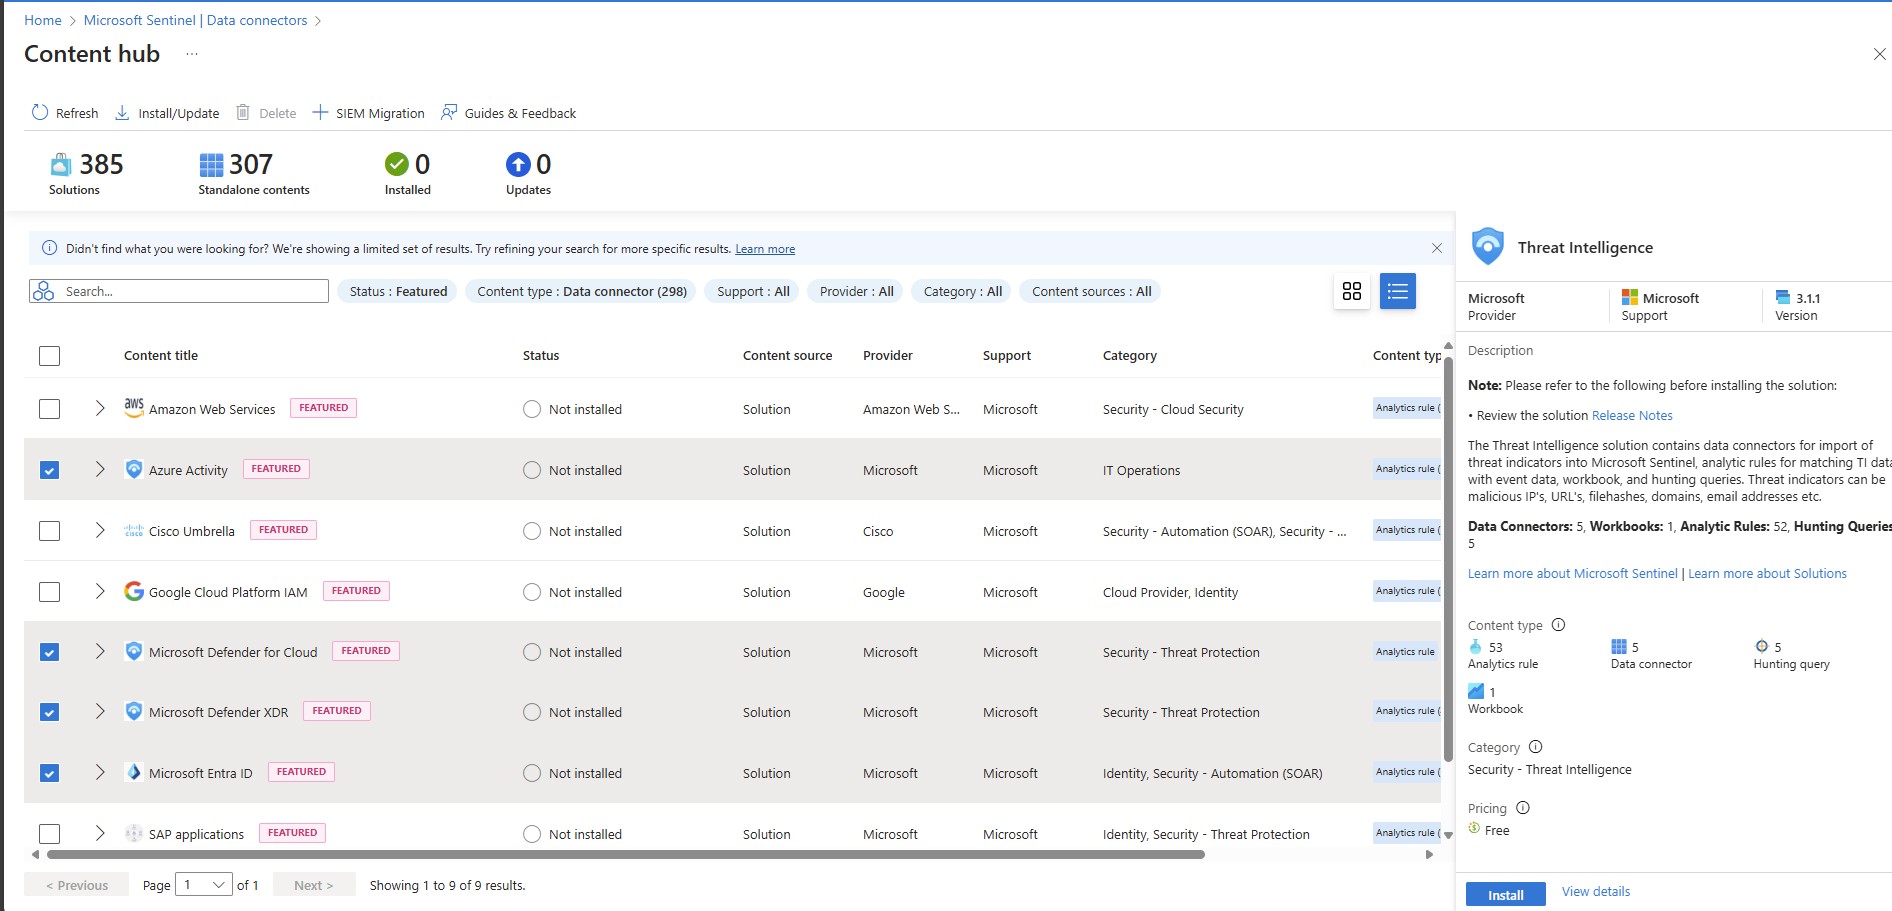 Home > Microsoft Sentinel | Data connectors >
Content hub ...
Refresh Install/Update Delete SIEM Migration Guides & Feedback
385 307 0 0
Solutions Standalone contents Installed Updates
Didn't find what you were looking for? We're showing a limited set of results. Try refining your search for more specific results. Learn more
Search... Status : Featured Content type : Data connector (298) Support : All Provider : All Category : All Content sources : All
Content title Status Content source Provider Support Category Content typ
aws Amazon Web Services FEATURED Not installed Solution Amazon Web S... Microsoft Security - Cloud Security Analytics rule (
Azure Activity FEATURED Not installed Solution Microsoft Microsoft IT Operations Analytics rule (
cisco Cisco Umbrella FEATURED Not installed Solution Cisco Microsoft Security - Automation (SOAR), Security - ... Analytics rule (
Google Cloud Platform IAM FEATURED Not installed Solution Google Microsoft Cloud Provider, Identity Analytics rule (
Microsoft Defender for Cloud FEATURED Not installed Solution Microsoft Microsoft Security - Threat Protection Analytics rule
Microsoft Defender XDR FEATURED Not installed Solution Microsoft Microsoft Security - Threat Protection Analytics rule (
Microsoft Entra ID FEATURED Not installed Solution Microsoft Microsoft Identity, Security - Automation (SOAR) Analytics rule (
SAP applications FEATURED Not installed Solution Microsoft Microsoft Identity, Security - Threat Protection Analytics rule (
< Previous Page 1 of 1 Next > Showing 1 to 9 of 9 results.
Threat Intelligence
Microsoft Microsoft 3.1.1
Provider Support Version
Description
Note: Please refer to the following before installing the solution:
• Review the solution Release Notes
The Threat Intelligence solution contains data connectors for import of
threat indicators into Microsoft Sentinel, analytic rules for matching TI data
with event data, workbook, and hunting queries. Threat indicators can be
malicious IP's, URL's, filehashes, domains, email addresses etc.
Data Connectors: 5, Workbooks: 1, Analytic Rules: 52, Hunting Queries
5
Learn more about Microsoft Sentinel | Learn more about Solutions
Content type
53 5 5
Analytics rule Data connector Hunting query
1
Workbook
Category
Security - Threat Intelligence
Pricing
Free
Install View details